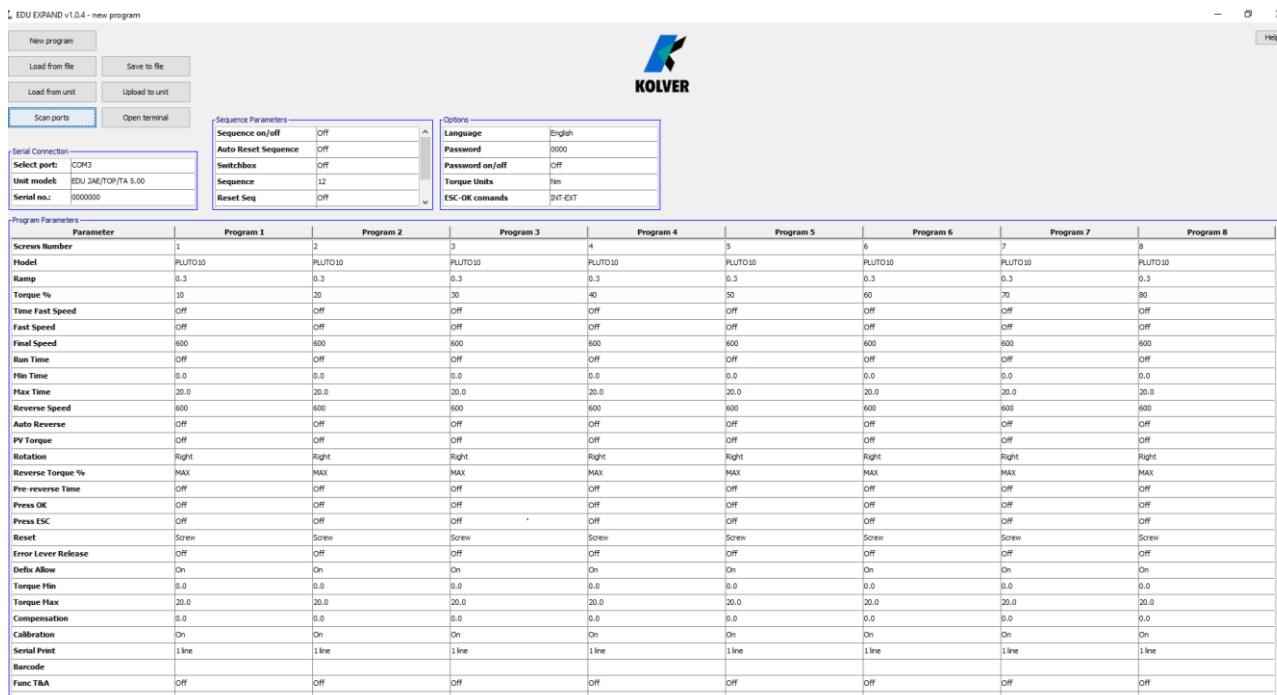 EDU EXPAND v1.0.4 - new program
New program
Help
Load from file Save to file
Load from unit Upload to unit
KOLVER
Scan ports Open terminal
Serial Connection
Select port: COM3
Unit model: EDU 2AE/TOP/TA 5.00
Serial no.: 0000000
Sequence Parameters
Sequence on/off Off
Auto Reset Sequence Off
Switchbox Off
Sequence 12
Reset Seq Off
Options
Language English
Password 0000
Password on/off Off
Torque Units Nm
ESC-OK comands INT-EXT
Program Parameters
Parameter Program 1 Program 2 Program 3 Program 4 Program 5 Program 6 Program 7 Program 8
Screws Number 1 2 3 4 5 6 7 8
Model PLUTO10 PLUTO10 PLUTO10 PLUTO10 PLUTO10 PLUTO10 PLUTO10 PLUTO10
Ramp 0.3 0.3 0.3 0.3 0.3 0.3 0.3 0.3
Torque % 10 20 30 40 50 60 70 80
Time Fast Speed Off Off Off Off Off Off Off Off
Fast Speed Off Off Off Off Off Off Off Off
Final Speed 600 600 600 600 600 600 600 600
Run Time Off Off Off Off Off Off Off Off
Min Time 0.0 0.0 0.0 0.0 0.0 0.0 0.0 0.0
Max Time 20.0 20.0 20.0 20.0 20.0 20.0 20.0 20.0
Reverse Speed 600 600 600 600 600 600 600 600
Auto Reverse Off Off Off Off Off Off Off Off
PV Torque Off Off Off Off Off Off Off Off
Rotation Right Right Right Right Right Right Right Right
Reverse Torque % MAX MAX MAX MAX MAX MAX MAX MAX
Pre-reverse Time Off Off Off Off Off Off Off Off
Press OK Off Off Off Off Off Off Off Off
Press ESC Off Off Off Off Off Off Off Off
Reset Screw Screw Screw Screw Screw Screw Screw Screw
Error Lever Release Off Off Off Off Off Off Off Off
Defix Allow On On On On On On On On
Torque Min 0.0 0.0 0.0 0.0 0.0 0.0 0.0 0.0
Torque Max 20.0 20.0 20.0 20.0 20.0 20.0 20.0 20.0
Compensation 0.0 0.0 0.0 0.0 0.0 0.0 0.0 0.0
Calibration On On On On On On On On
Serial Print 1 line 1 line 1 line 1 line 1 line 1 line 1 line 1 line
Barcode
Func T&A Off Off Off Off Off Off Off Off